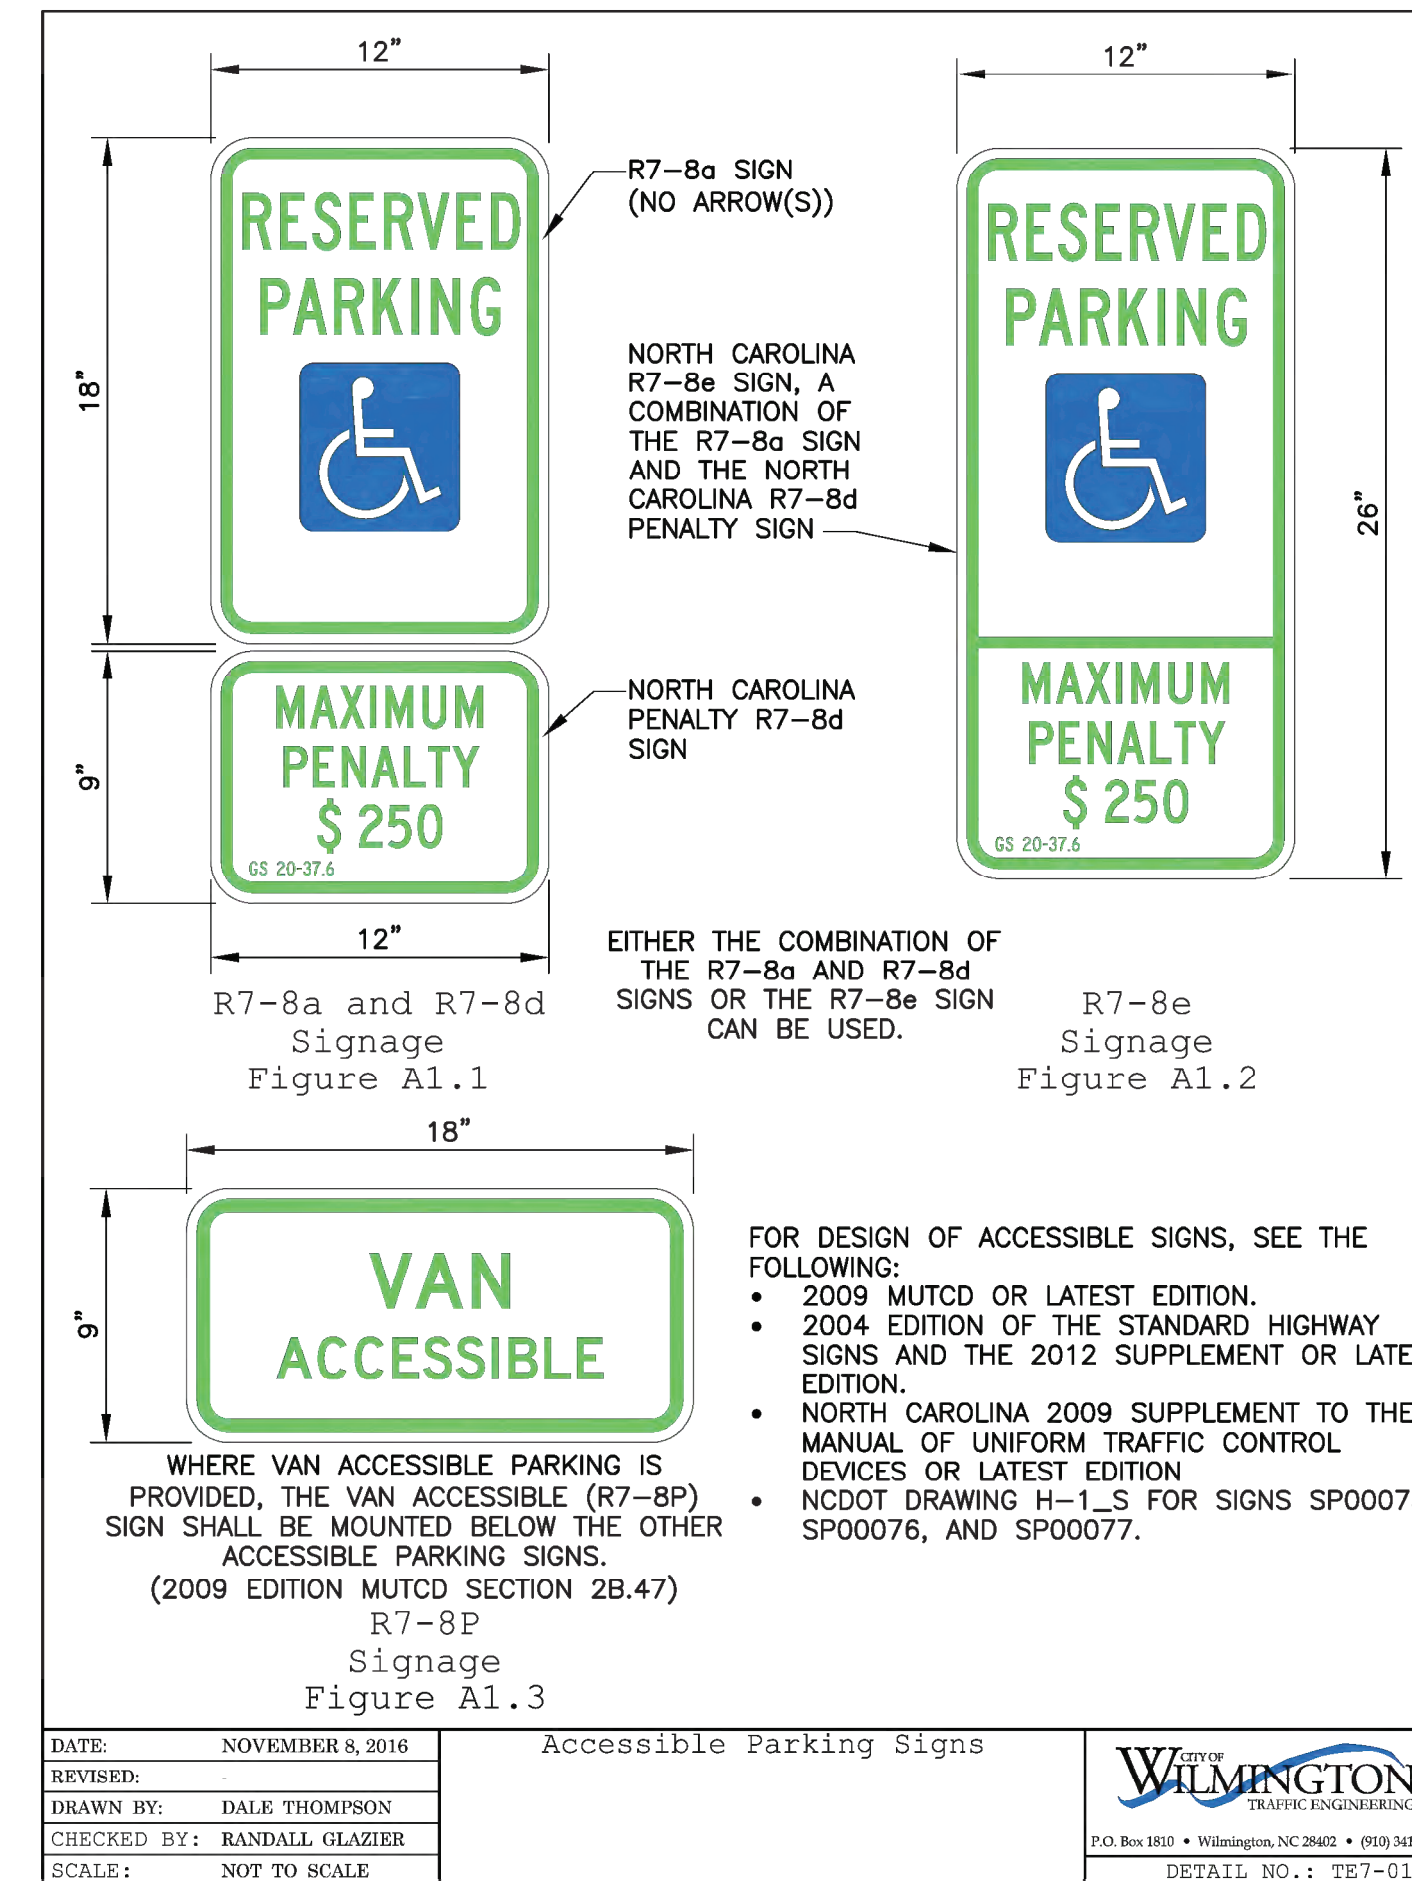 12"
RESERVED
PARKING
18"
R7-8a SIGN
(NO ARROW(S))
NORTH CAROLINA
R7-8e SIGN, A
COMBINATION OF
THE R7-8a SIGN
AND THE NORTH
CAROLINA R7-8d
PENALTY SIGN
12"
RESERVED
PARKING
26"
MAXIMUM
PENALTY
$ 250
GS 20-37.6
MAXIMUM
PENALTY
$ 250
GS 20-37.6
9"
12"
NORTH CAROLINA
PENALTY R7-8d
SIGN
EITHER THE COMBINATION OF
THE R7-8a AND R7-8d
SIGNS OR THE R7-8e SIGN
CAN BE USED.
R7-8a and R7-8d
Signage
Figure A1.1
R7-8e
Signage
Figure A1.2
18"
9"
VAN
ACCESSIBLE
WHERE VAN ACCESSIBLE PARKING IS
PROVIDED, THE VAN ACCESSIBLE (R7-8P)
SIGN SHALL BE MOUNTED BELOW THE OTHER
ACCESSIBLE PARKING SIGNS.
(2009 EDITION MUTCD SECTION 2B.47)
R7-8P
Signage
Figure A1.3
FOR DESIGN OF ACCESSIBLE SIGNS, SEE THE
FOLLOWING:
• 2009 MUTCD OR LATEST EDITION.
• 2004 EDITION OF THE STANDARD HIGHWAY
SIGNS AND THE 2012 SUPPLEMENT OR LATE
EDITION.
• NORTH CAROLINA 2009 SUPPLEMENT TO THE
MANUAL OF UNIFORM TRAFFIC CONTROL
DEVICES OR LATEST EDITION
• NCDOT DRAWING H-1_S FOR SIGNS SP0007
SP00076, AND SP00077.
DATE: NOVEMBER 8, 2016
REVISED: -
DRAWN BY: DALE THOMPSON
CHECKED BY: RANDALL GLAZIER
SCALE: NOT TO SCALE
Accessible Parking Signs
CITY OF
WILMINGTON
TRAFFIC ENGINEERING
P.O. Box 1810 • Wilmington, NC 28402 • (910) 341
DETAIL NO.: TE7-01